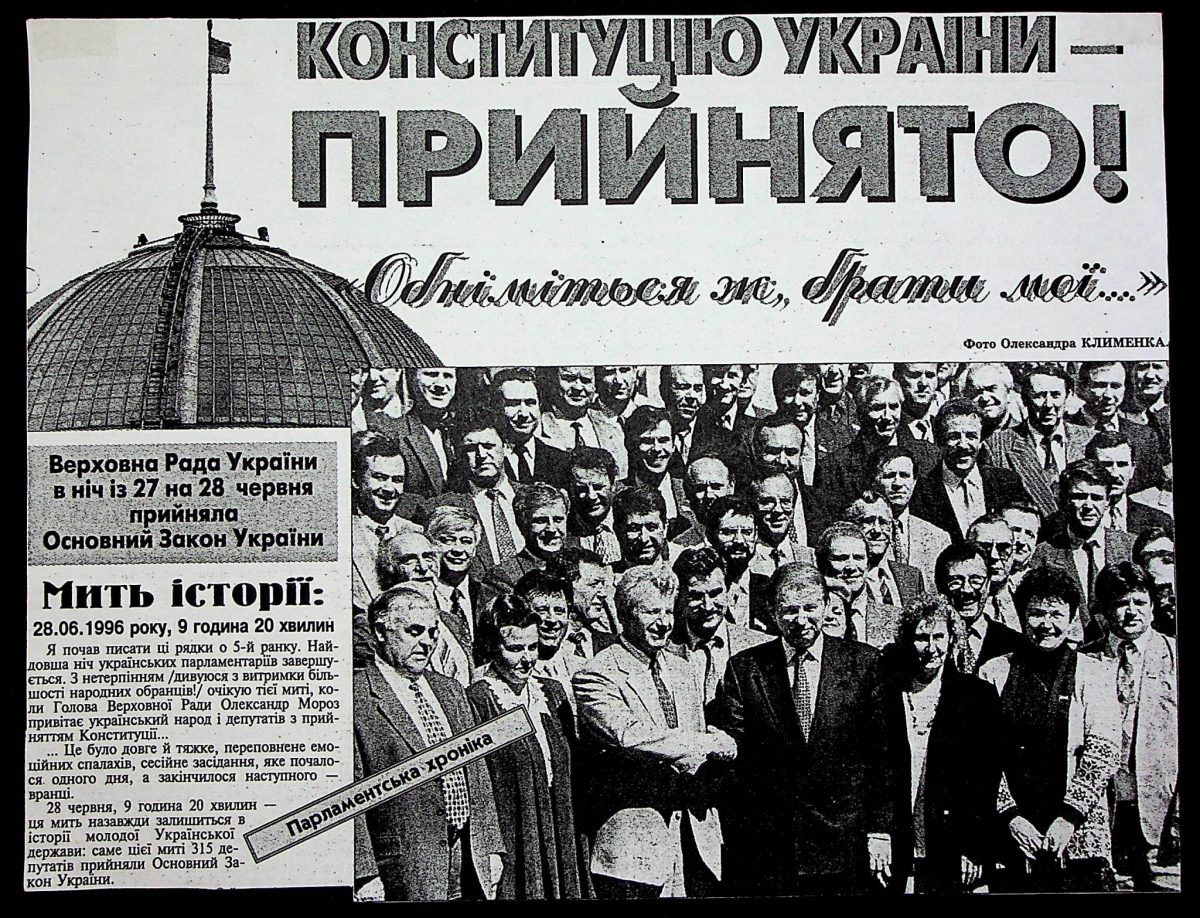 КОНСТИТУЦІЮ УКРАЇНИ —
ПРИЙНЯТО!
«Обніміться ж, брати мої....»
Фото Олександра КЛИМЕНКА.
Верховна Рада України
в ніч із 27 на 28 червня
прийняла
Основний Закон України
Мить історії:
28.06.1996 року, 9 година 20 хвилин
Я почав писати ці рядки о 5-й ранку. Най-
довша ніч українських парламентаріїв завершу-
ється. З нетерпінням /дивуюся з витримки біль-
шості народних обранців!/ очікую тієї миті, ко-
ли Голова Верховної Ради Олександр Мороз
привітає український народ і депутатів з прий-
няттям Конституції...
... Це було довге й тяжке, переповнене емо-
ційних спалахів, сесійне засідання, яке почало-
ся одного дня, а закінчилося наступного —
вранці.
28 червня, 9 година 20 хвилин —
ця мить назавжди залишиться в
історії молодої Української
держави: саме цієї миті 315 де-
путатів прийняли Основний За-
кон України.
Парламентська хроніка